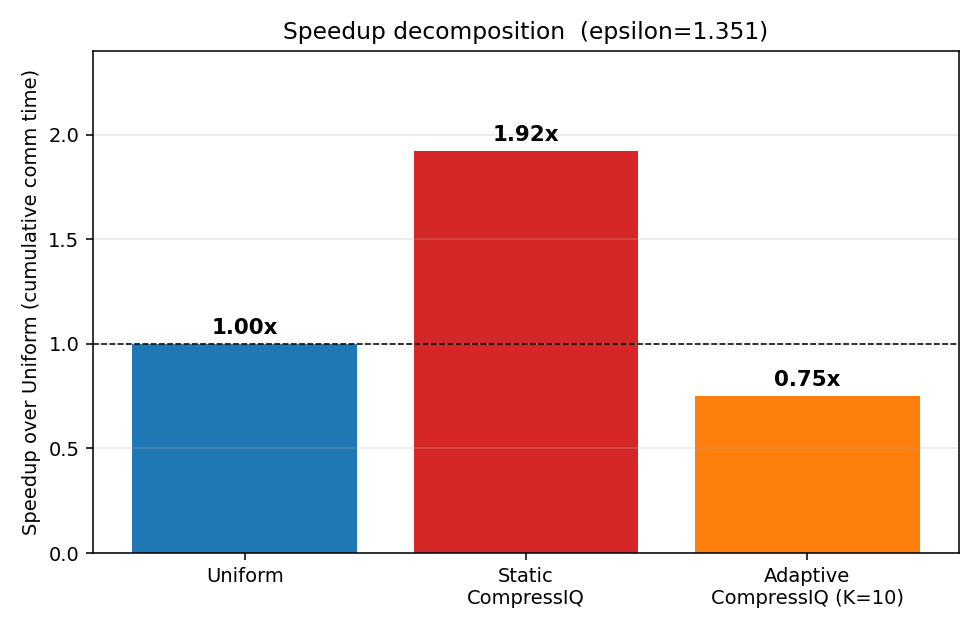 Speedup decomposition  (epsilon=1.351)
Speedup over Uniform (cumulative comm time)
2.0
1.5
1.0
0.5
0.0
1.00x
1.92x
0.75x
Uniform
Static
CompressIQ
Adaptive
CompressIQ (K=10)